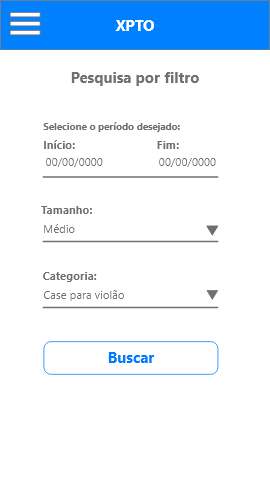 XPTO
Pesquisa por filtro
Selecione o período desejado:
Início: Fim:
00/00/0000 00/00/0000
Tamanho:
Médio
Categoria:
Case para violão
Buscar